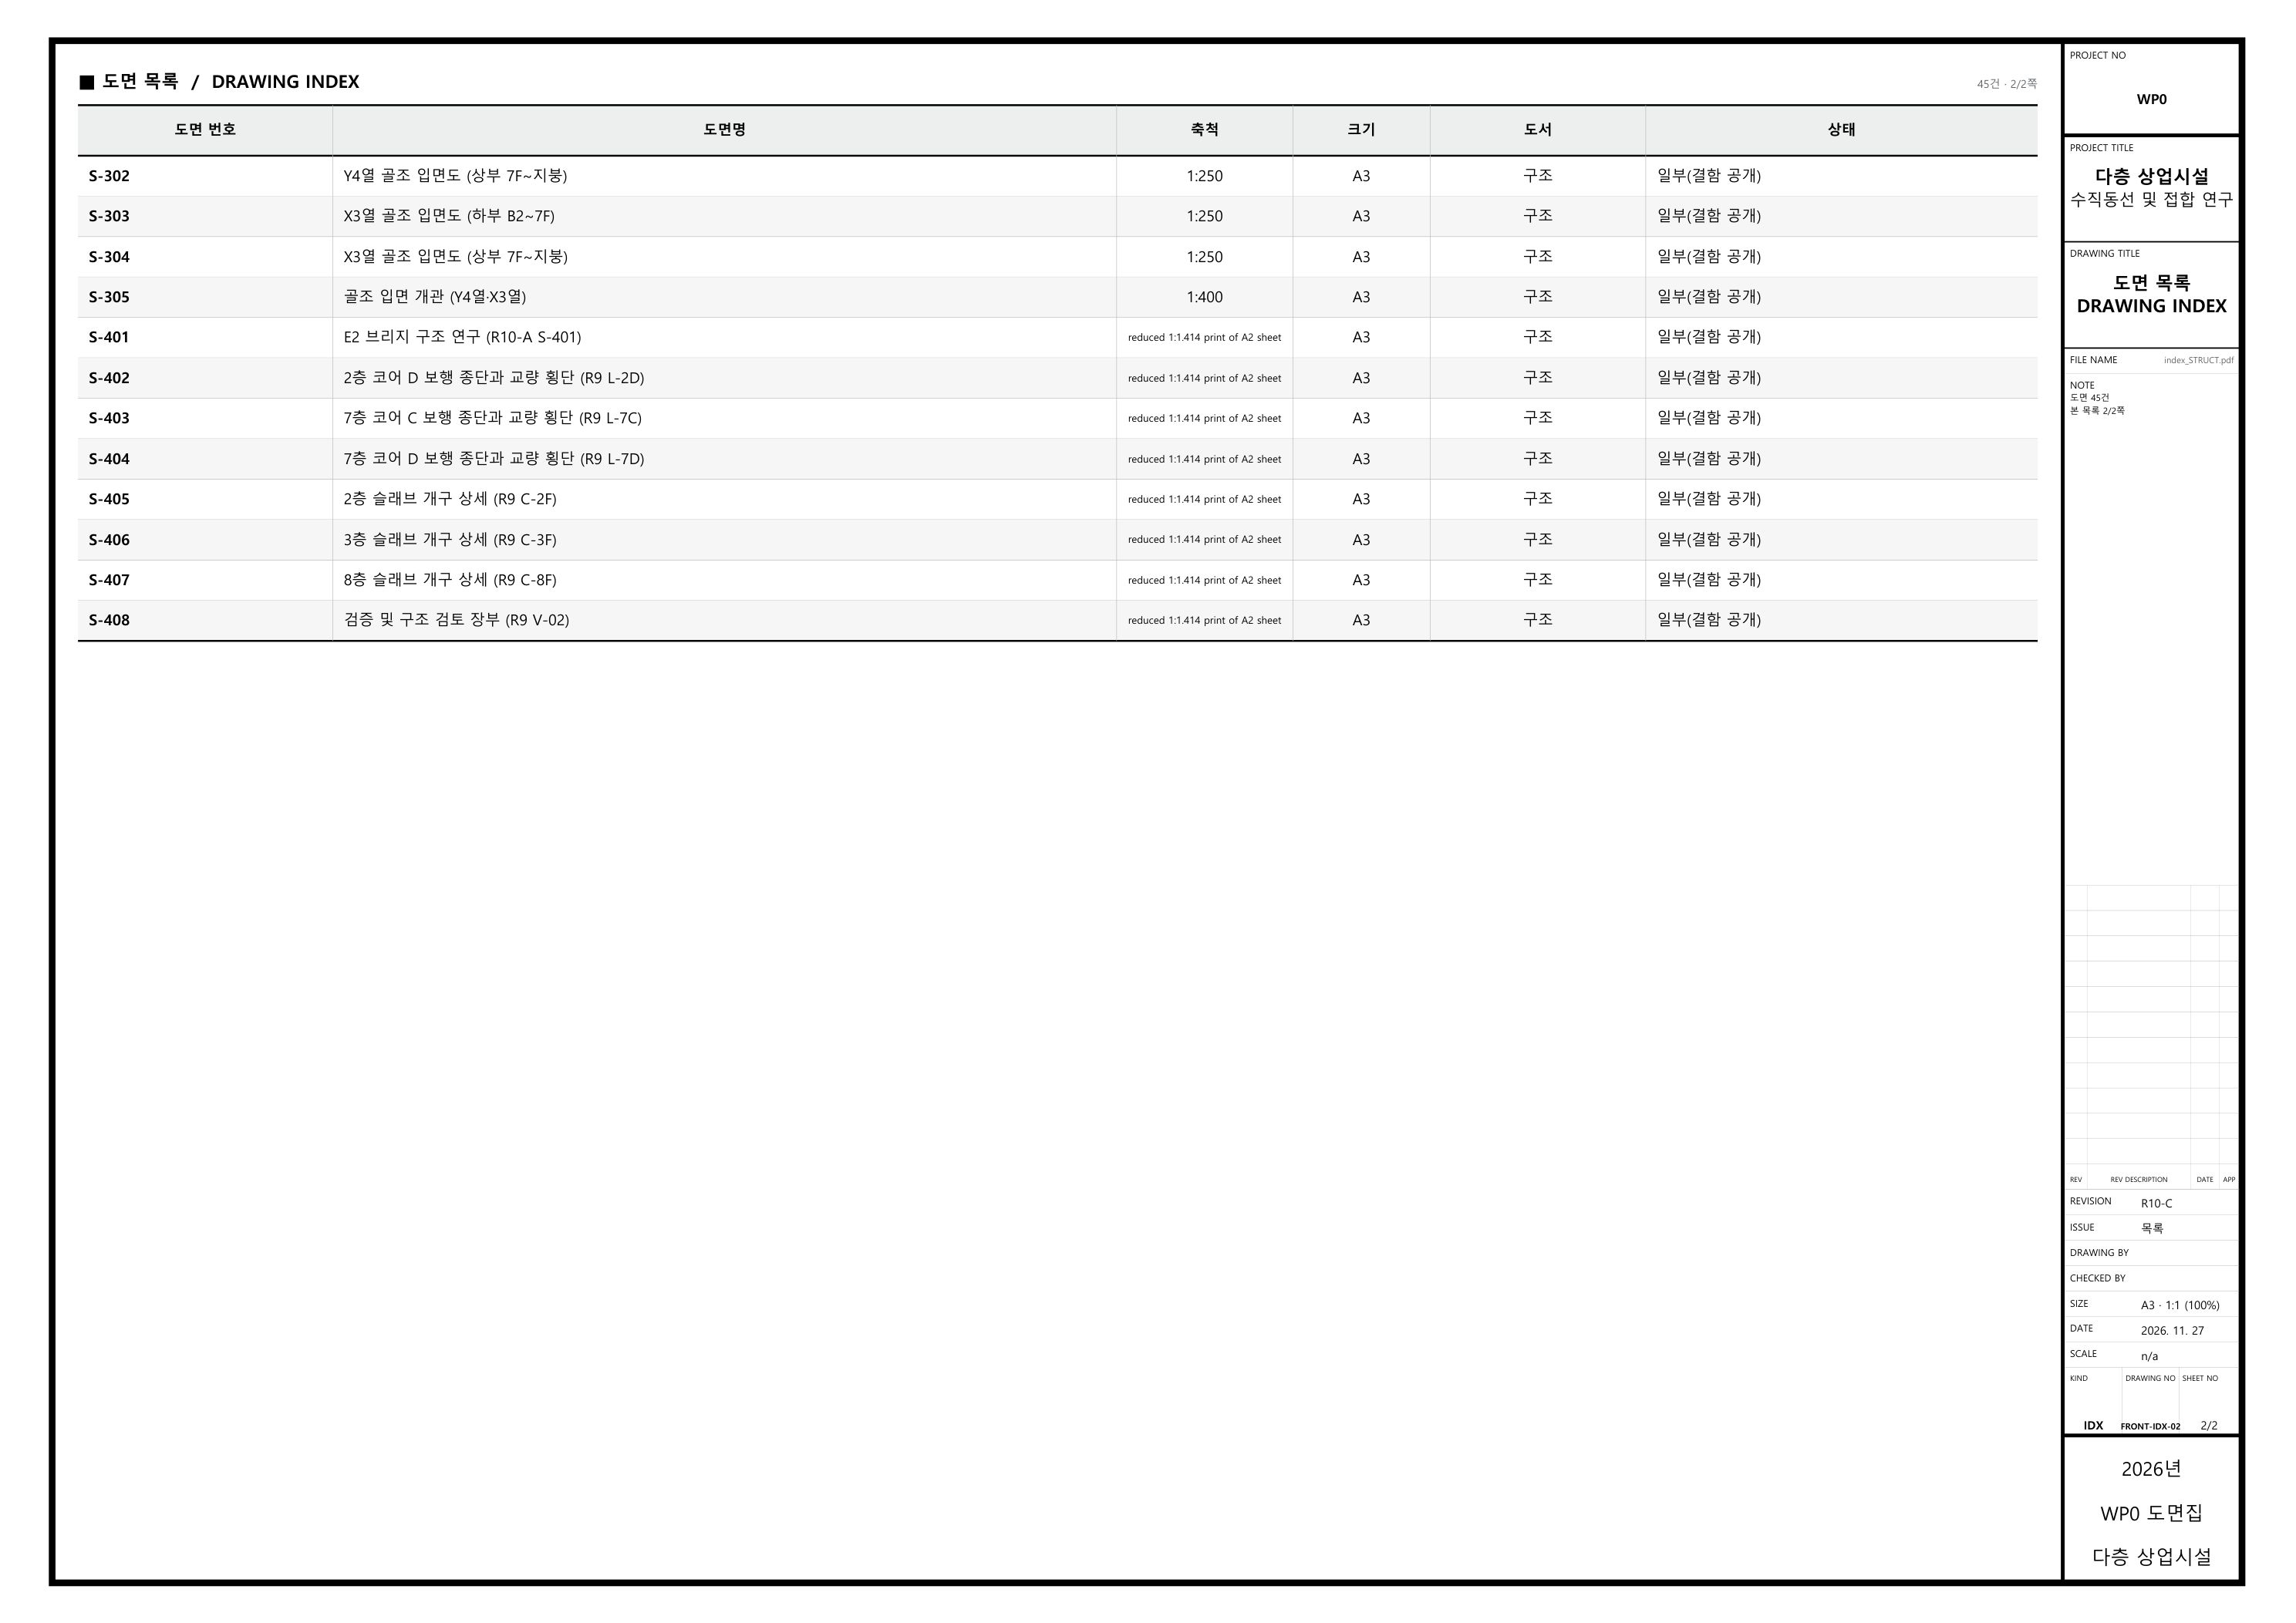 ■ 도면 목록 / DRAWING INDEX
45건 · 2/2쪽
도면 번호 도면명 축척 크기 도서 상태
S-302 Y4열 골조 입면도 (상부 7F~지붕) 1:250 A3 구조 일부(결함 공개)
S-303 X3열 골조 입면도 (하부 B2~7F) 1:250 A3 구조 일부(결함 공개)
S-304 X3열 골조 입면도 (상부 7F~지붕) 1:250 A3 구조 일부(결함 공개)
S-305 골조 입면 개관 (Y4열·X3열) 1:400 A3 구조 일부(결함 공개)
S-401 E2 브리지 구조 연구 (R10-A S-401) reduced 1:1.414 print of A2 sheet A3 구조 일부(결함 공개)
S-402 2층 코어 D 보행 종단과 교량 횡단 (R9 L-2D) reduced 1:1.414 print of A2 sheet A3 구조 일부(결함 공개)
S-403 7층 코어 C 보행 종단과 교량 횡단 (R9 L-7C) reduced 1:1.414 print of A2 sheet A3 구조 일부(결함 공개)
S-404 7층 코어 D 보행 종단과 교량 횡단 (R9 L-7D) reduced 1:1.414 print of A2 sheet A3 구조 일부(결함 공개)
S-405 2층 슬래브 개구 상세 (R9 C-2F) reduced 1:1.414 print of A2 sheet A3 구조 일부(결함 공개)
S-406 3층 슬래브 개구 상세 (R9 C-3F) reduced 1:1.414 print of A2 sheet A3 구조 일부(결함 공개)
S-407 8층 슬래브 개구 상세 (R9 C-8F) reduced 1:1.414 print of A2 sheet A3 구조 일부(결함 공개)
S-408 검증 및 구조 검토 장부 (R9 V-02) reduced 1:1.414 print of A2 sheet A3 구조 일부(결함 공개)
PROJECT NO
WP0
PROJECT TITLE
다층 상업시설
수직동선 및 접합 연구
DRAWING TITLE
도면 목록
DRAWING INDEX
FILE NAME index_STRUCT.pdf
NOTE
도면 45건
본 목록 2/2쪽
REV REV DESCRIPTION DATE APP
REVISION R10-C
ISSUE 목록
DRAWING BY
CHECKED BY
SIZE A3 · 1:1 (100%)
DATE 2026. 11. 27
SCALE n/a
KIND DRAWING NO SHEET NO
IDX FRONT-IDX-02 2/2
2026년
WP0 도면집
다층 상업시설